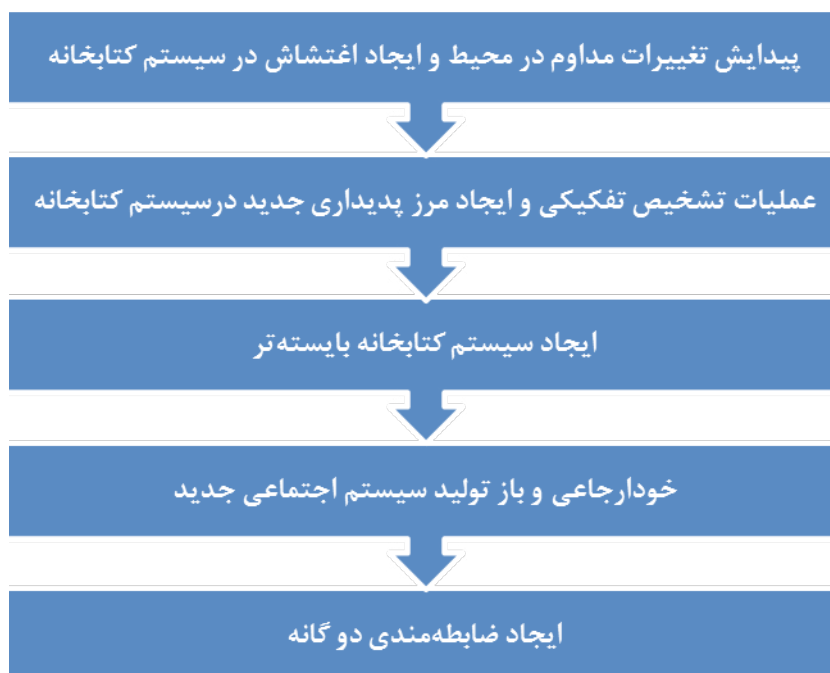 پیدایش تغییرات مداوم در محیط و ایجاد اغتشاش در سیستم کتابخانه
عملیات تشخیص تفکیکی و ایجاد مرز پدیداری جدید درسیستم کتابخانه
ایجاد سیستم کتابخانه بایسته‌تر
خودارجاعی و باز تولید سیستم اجتماعی جدید
ایجاد ضابطه‌مندی دو گانه